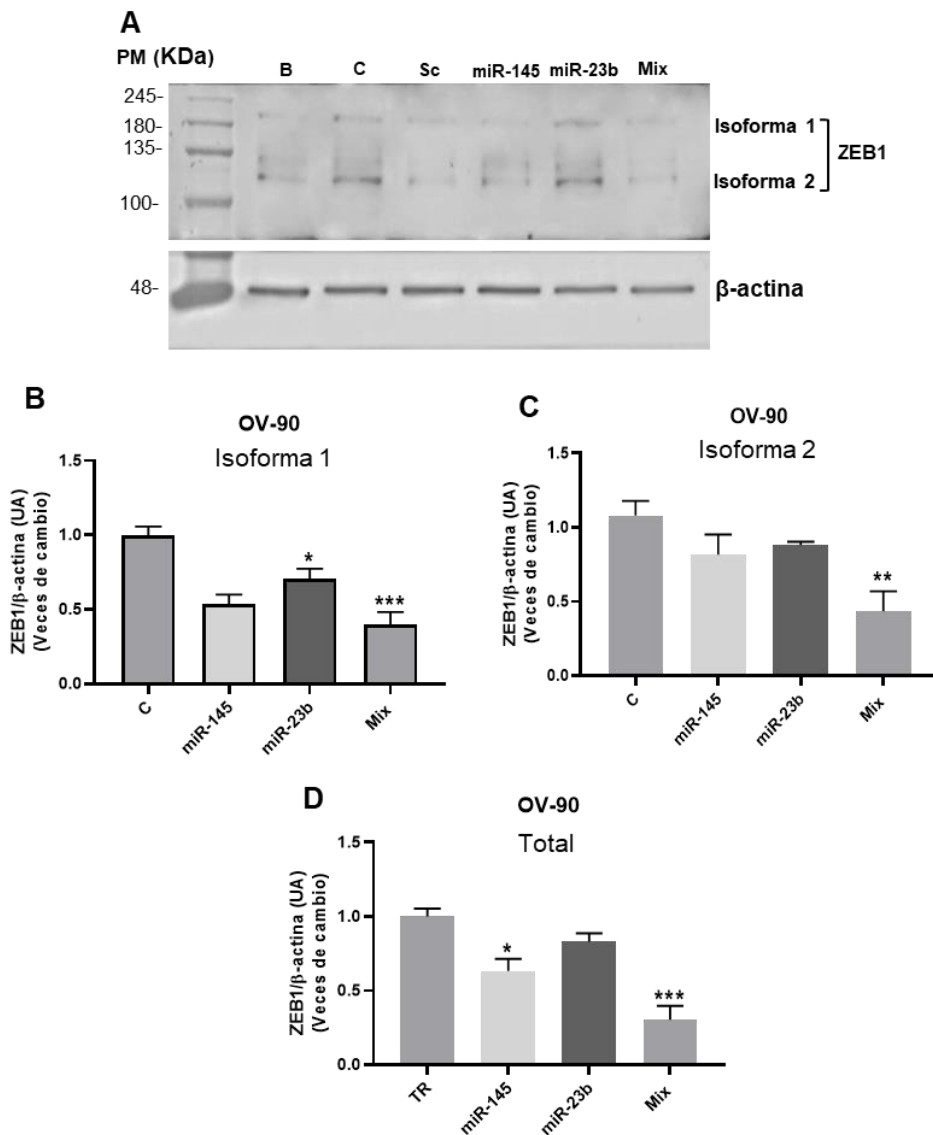 A
PM (KDa)
B C Sc miR-145 miR-23b Mix
245-
180-
135-
100-
Isoforma 1
Isoforma 2
ZEB1
48-
β-actina
B
OV-90
Isoforma 1
ZEB1/β-actina (UA)
(Veces de cambio)
1.5
1.0
0.5
0.0
*
***
C miR-145 miR-23b Mix
C
OV-90
Isoforma 2
ZEB1/β-actina (UA)
(Veces de cambio)
1.5
1.0
0.5
0.0
**
C miR-145 miR-23b Mix
D
OV-90
Total
ZEB1/β-actina (UA)
(Veces de cambio)
1.5
1.0
0.5
0.0
*
***
TR miR-145 miR-23b Mix